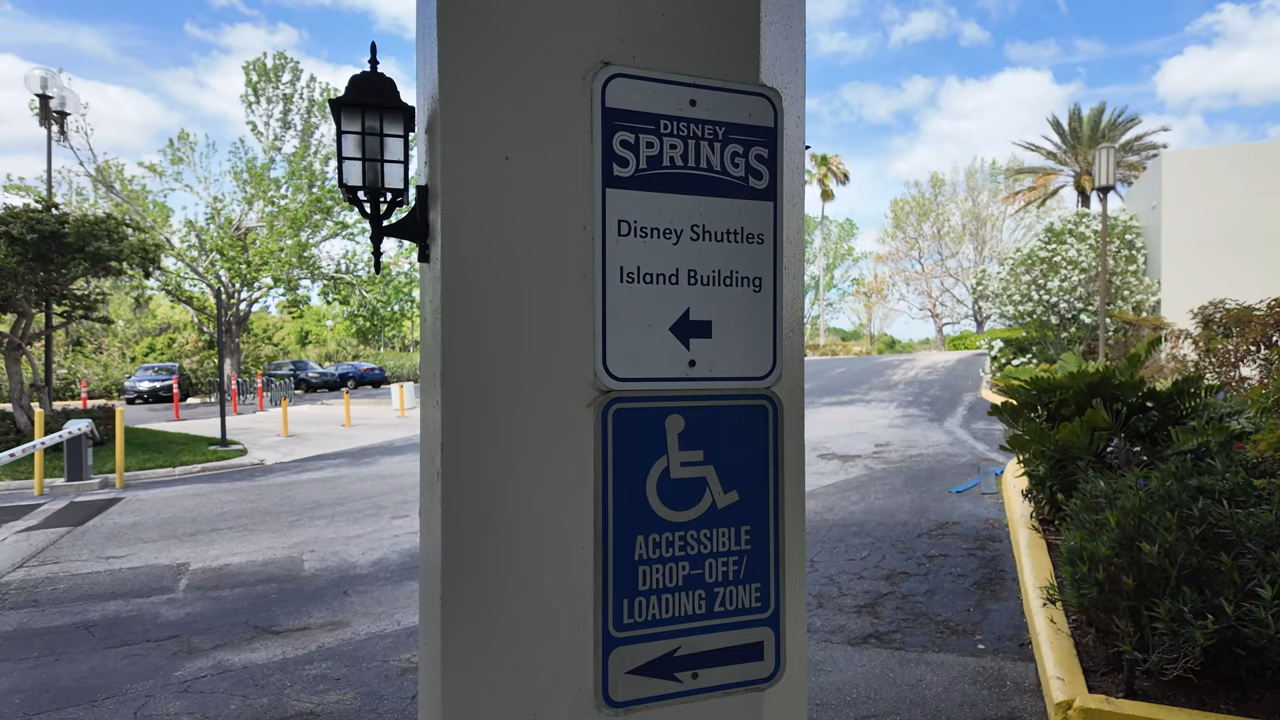 DISNEY
SPRINGS
Disney Shuttles
Island Building
ACCESSIBLE
DROP-OFF/
LOADING ZONE